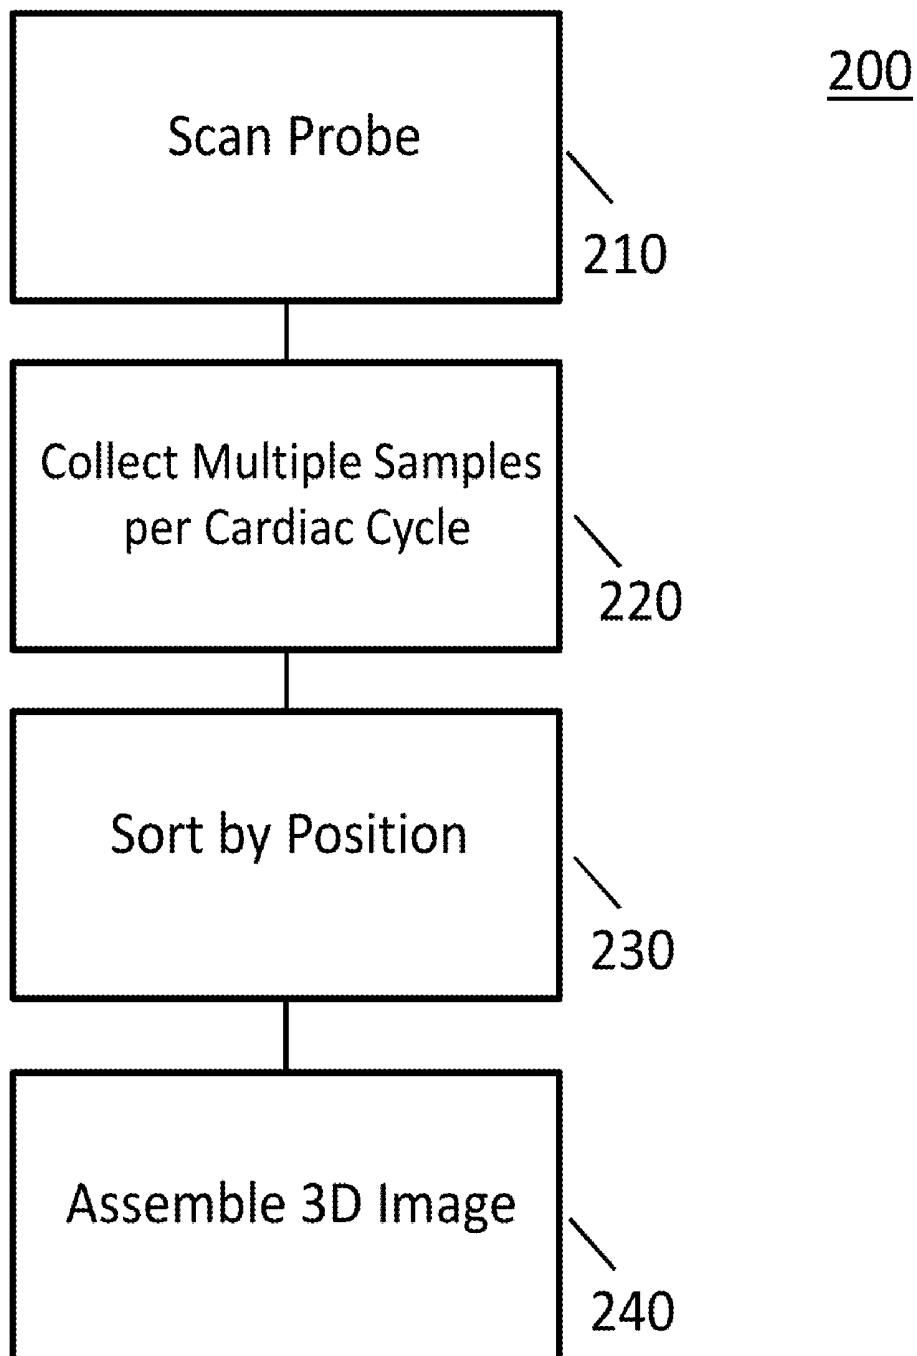 200
Scan Probe
210
Collect Multiple Samples
per Cardiac Cycle
220
Sort by Position
230
Assemble 3D Image
240